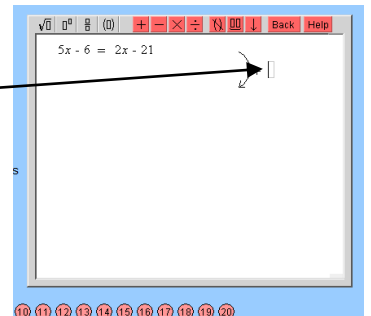 √ + − × ÷ ↓ Back Help
5x - 6 = 2x - 21
s
10 11 12 13 14 15 16 17 18 19 20